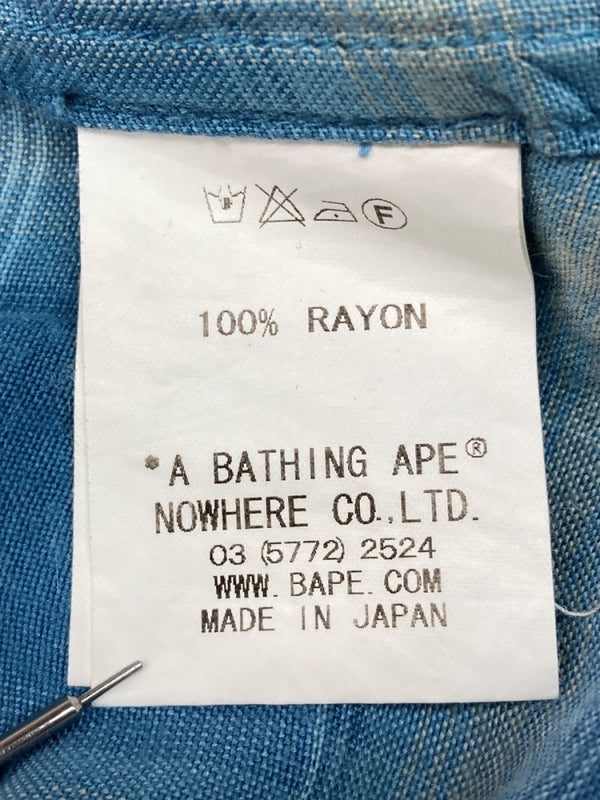 F
100% RAYON
*A BATHING APE®
NOWHERE CO.,LTD.
03 (5772) 2524
WWW.BAPE.COM
MADE IN JAPAN